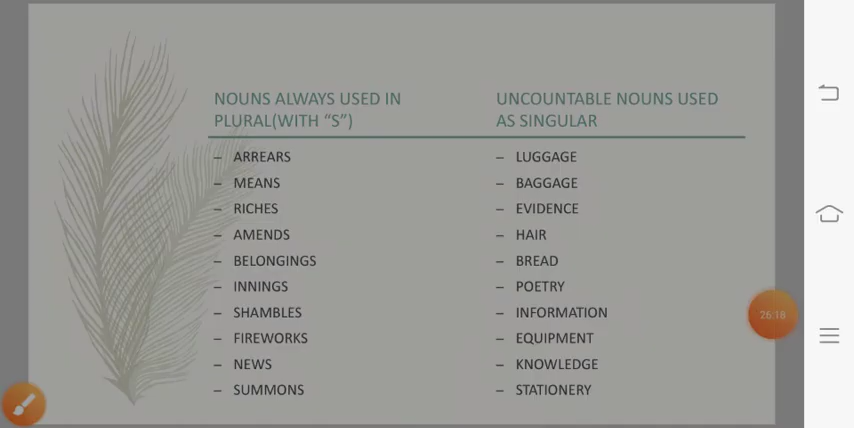 NOUNS ALWAYS USED IN
PLURAL(WITH “S”)
– ARREARS
– MEANS
– RICHES
– AMENDS
– BELONGINGS
– INNINGS
– SHAMBLES
– FIREWORKS
– NEWS
– SUMMONS
UNCOUNTABLE NOUNS USED
AS SINGULAR
– LUGGAGE
– BAGGAGE
– EVIDENCE
– HAIR
– BREAD
– POETRY
– INFORMATION
– EQUIPMENT
– KNOWLEDGE
– STATIONERY
26:18